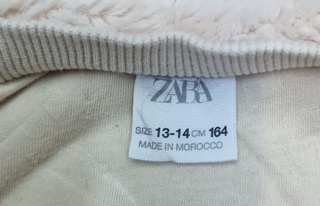 ZARA
SIZE 13-14 CM 164
MADE IN MOROCCO